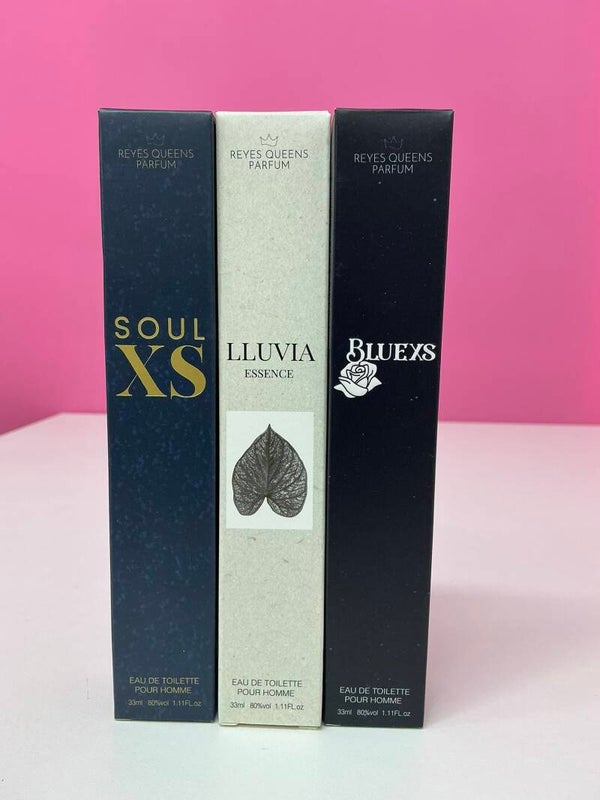 REYES QUEENS
PARFUM
SOUL
XS
EAU DE TOILETTE
POUR HOMME
33ml 80%vol 1.11FL.oz
REYES QUEENS
PARFUM
LLUVIA
ESSENCE
EAU DE TOILETTE
POUR HOMME
33ml 80%vol 1.11FL.oz
REYES QUEENS
PARFUM
BLUEXS
EAU DE TOILETTE
POUR HOMME
33ml 80%vol 1.11FL.oz